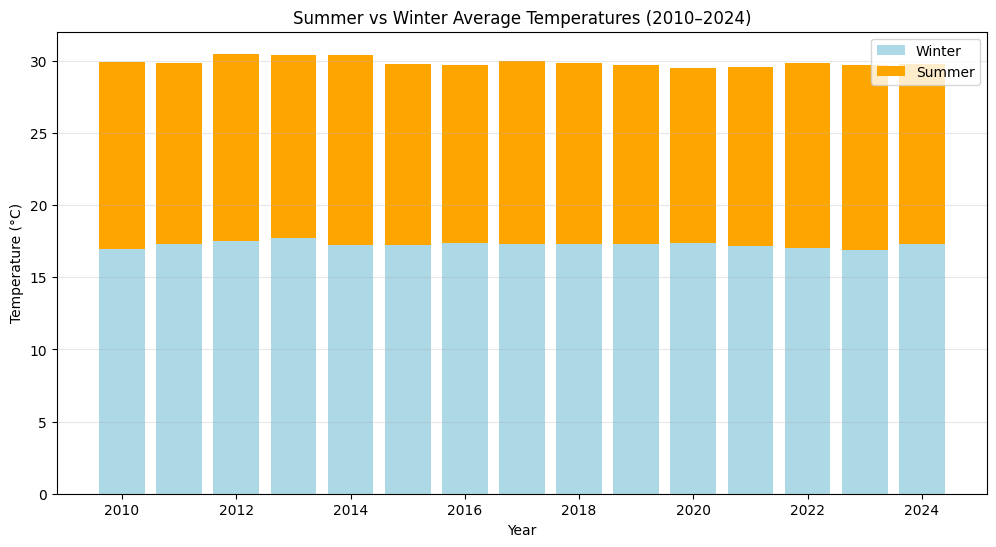 Summer vs Winter Average Temperatures (2010–2024)
Winter
Summer
Temperature (°C)
30
25
20
15
10
5
0
2010 2012 2014 2016 2018 2020 2022 2024
Year